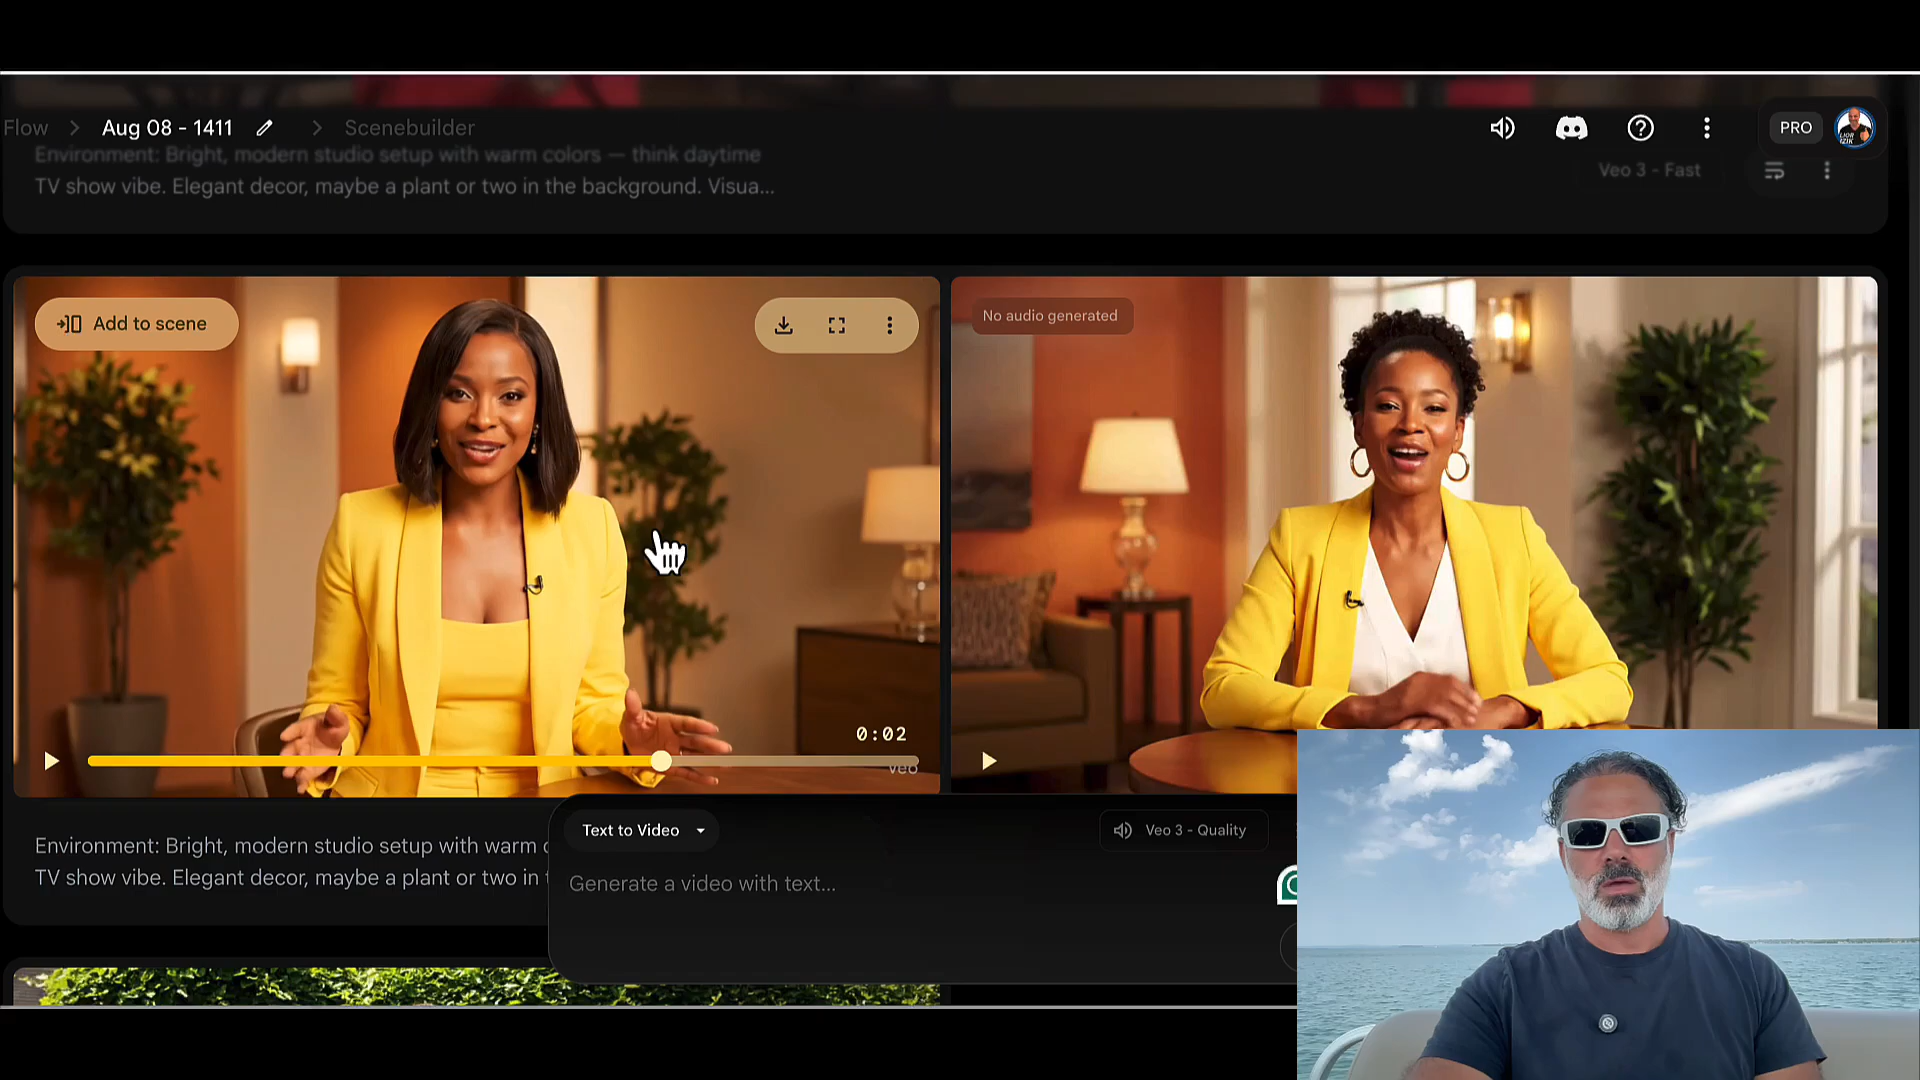 Flow > Aug 08 - 1411 > Scenebuilder
PRO
LIOR
IZIK
Environment: Bright, modern studio setup with warm colors — think daytime
TV show vibe. Elegant decor, maybe a plant or two in the background. Visua...
Veo 3 - Fast
Add to scene
No audio generated
0:02
veo
Environment: Bright, modern studio setup with warm
TV show vibe. Elegant decor, maybe a plant or two in
Text to Video
Veo 3 - Quality
Generate a video with text...